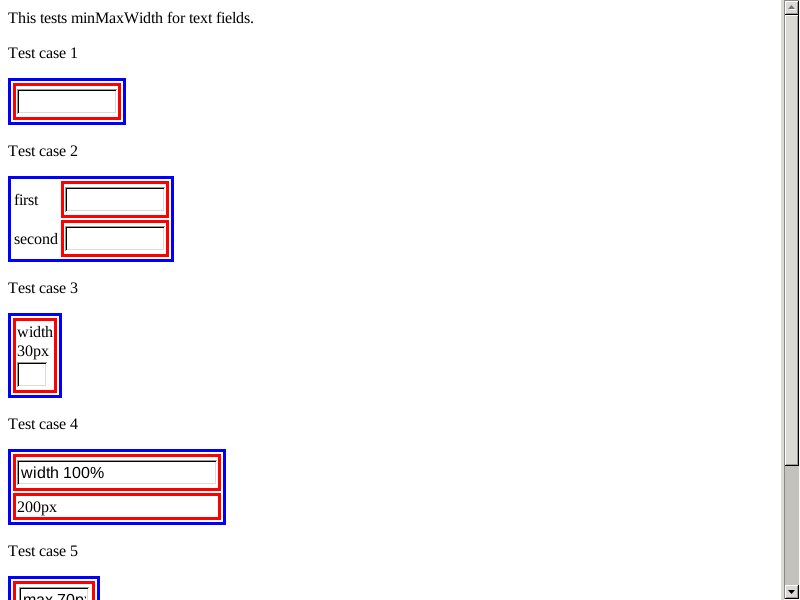 This tests minMaxWidth for text fields.
Test case 1
Test case 2
first
second
Test case 3
width
30px
Test case 4
width 100%
200px
Test case 5
max 70p